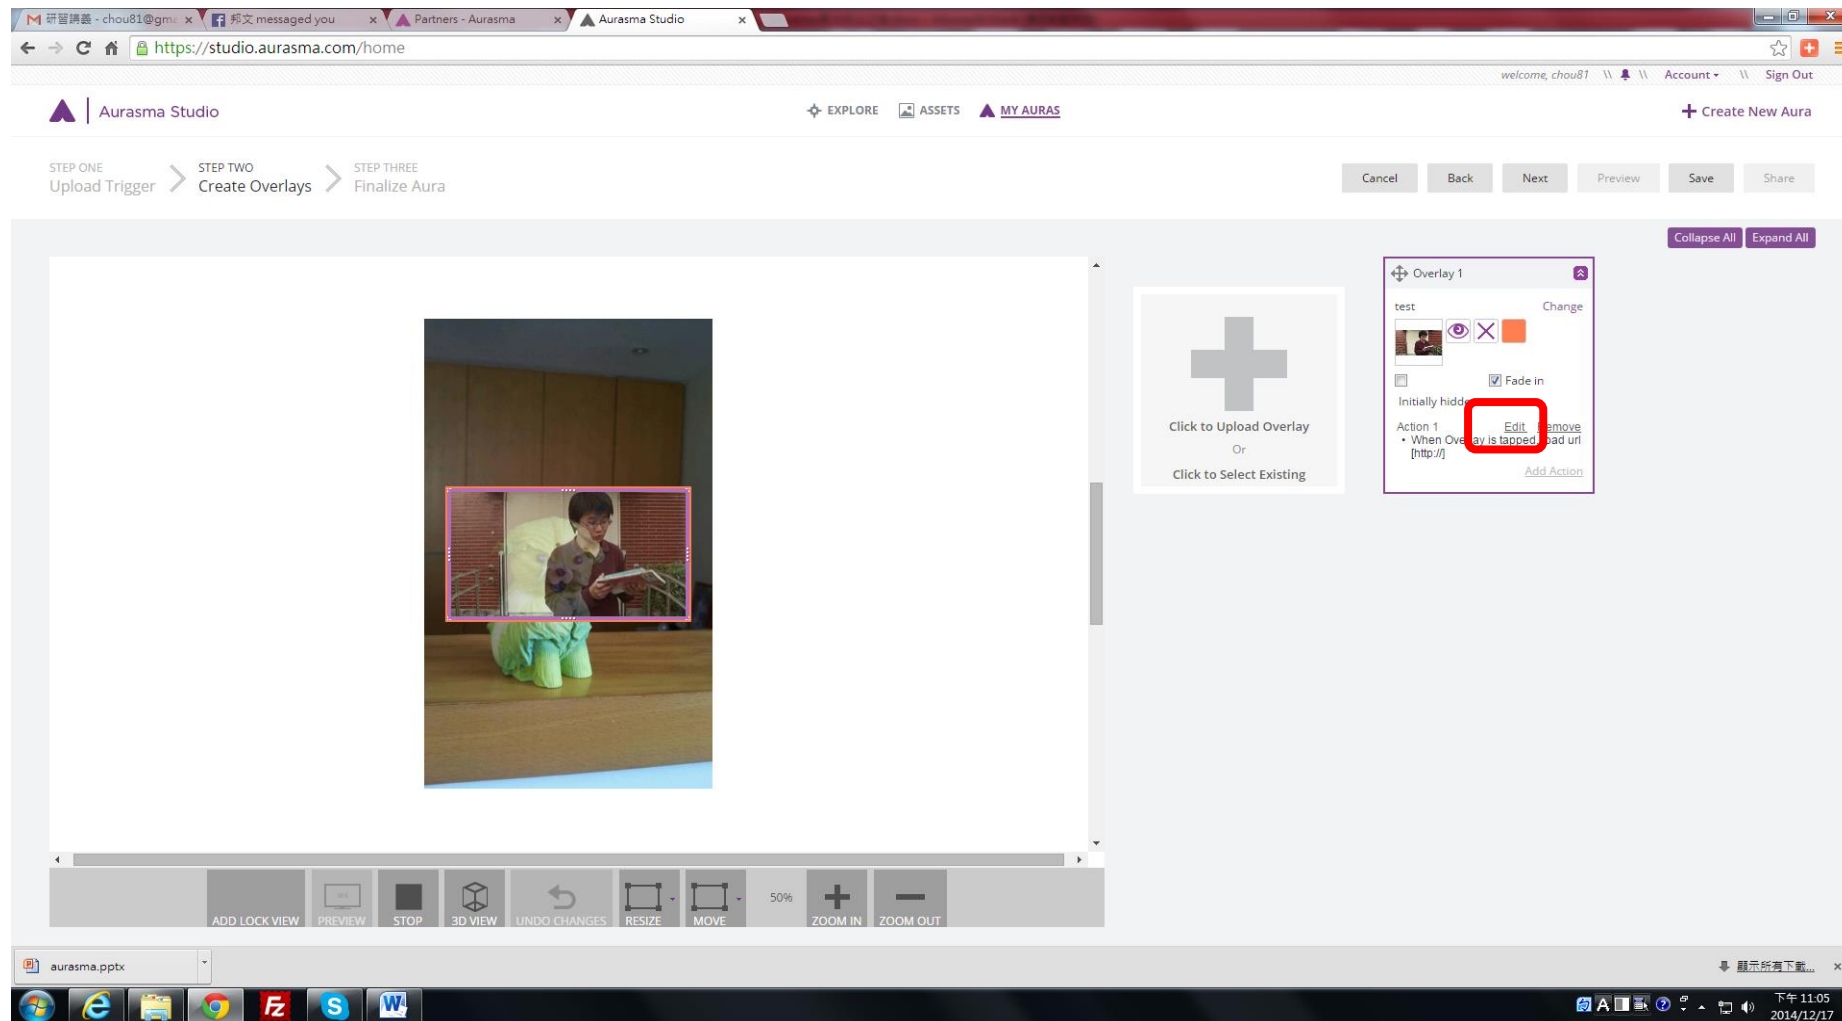 研習講義 - chou81@gm
邦文 messaged you
Partners - Aurasma
Aurasma Studio
https://studio.aurasma.com/home
welcome, chou81 \\ \\ Account \\ Sign Out
Aurasma Studio
EXPLORE ASSETS MY AURAS
Create New Aura
STEP ONE
Upload Trigger
STEP TWO
Create Overlays
STEP THREE
Finalize Aura
Cancel Back Next Preview Save Share
Collapse All Expand All
Click to Upload Overlay
Or
Click to Select Existing
Overlay 1
test Change
Fade in
Initially hidde
Action 1 Edit Remove
• When Overlay is tapped, load url
[http://]
Add Action
ADD LOCK VIEW PREVIEW STOP 3D VIEW UNDO CHANGES RESIZE MOVE 50% ZOOM IN ZOOM OUT
aurasma.pptx
顯示所有下載...
下午 11:05
2014/12/17